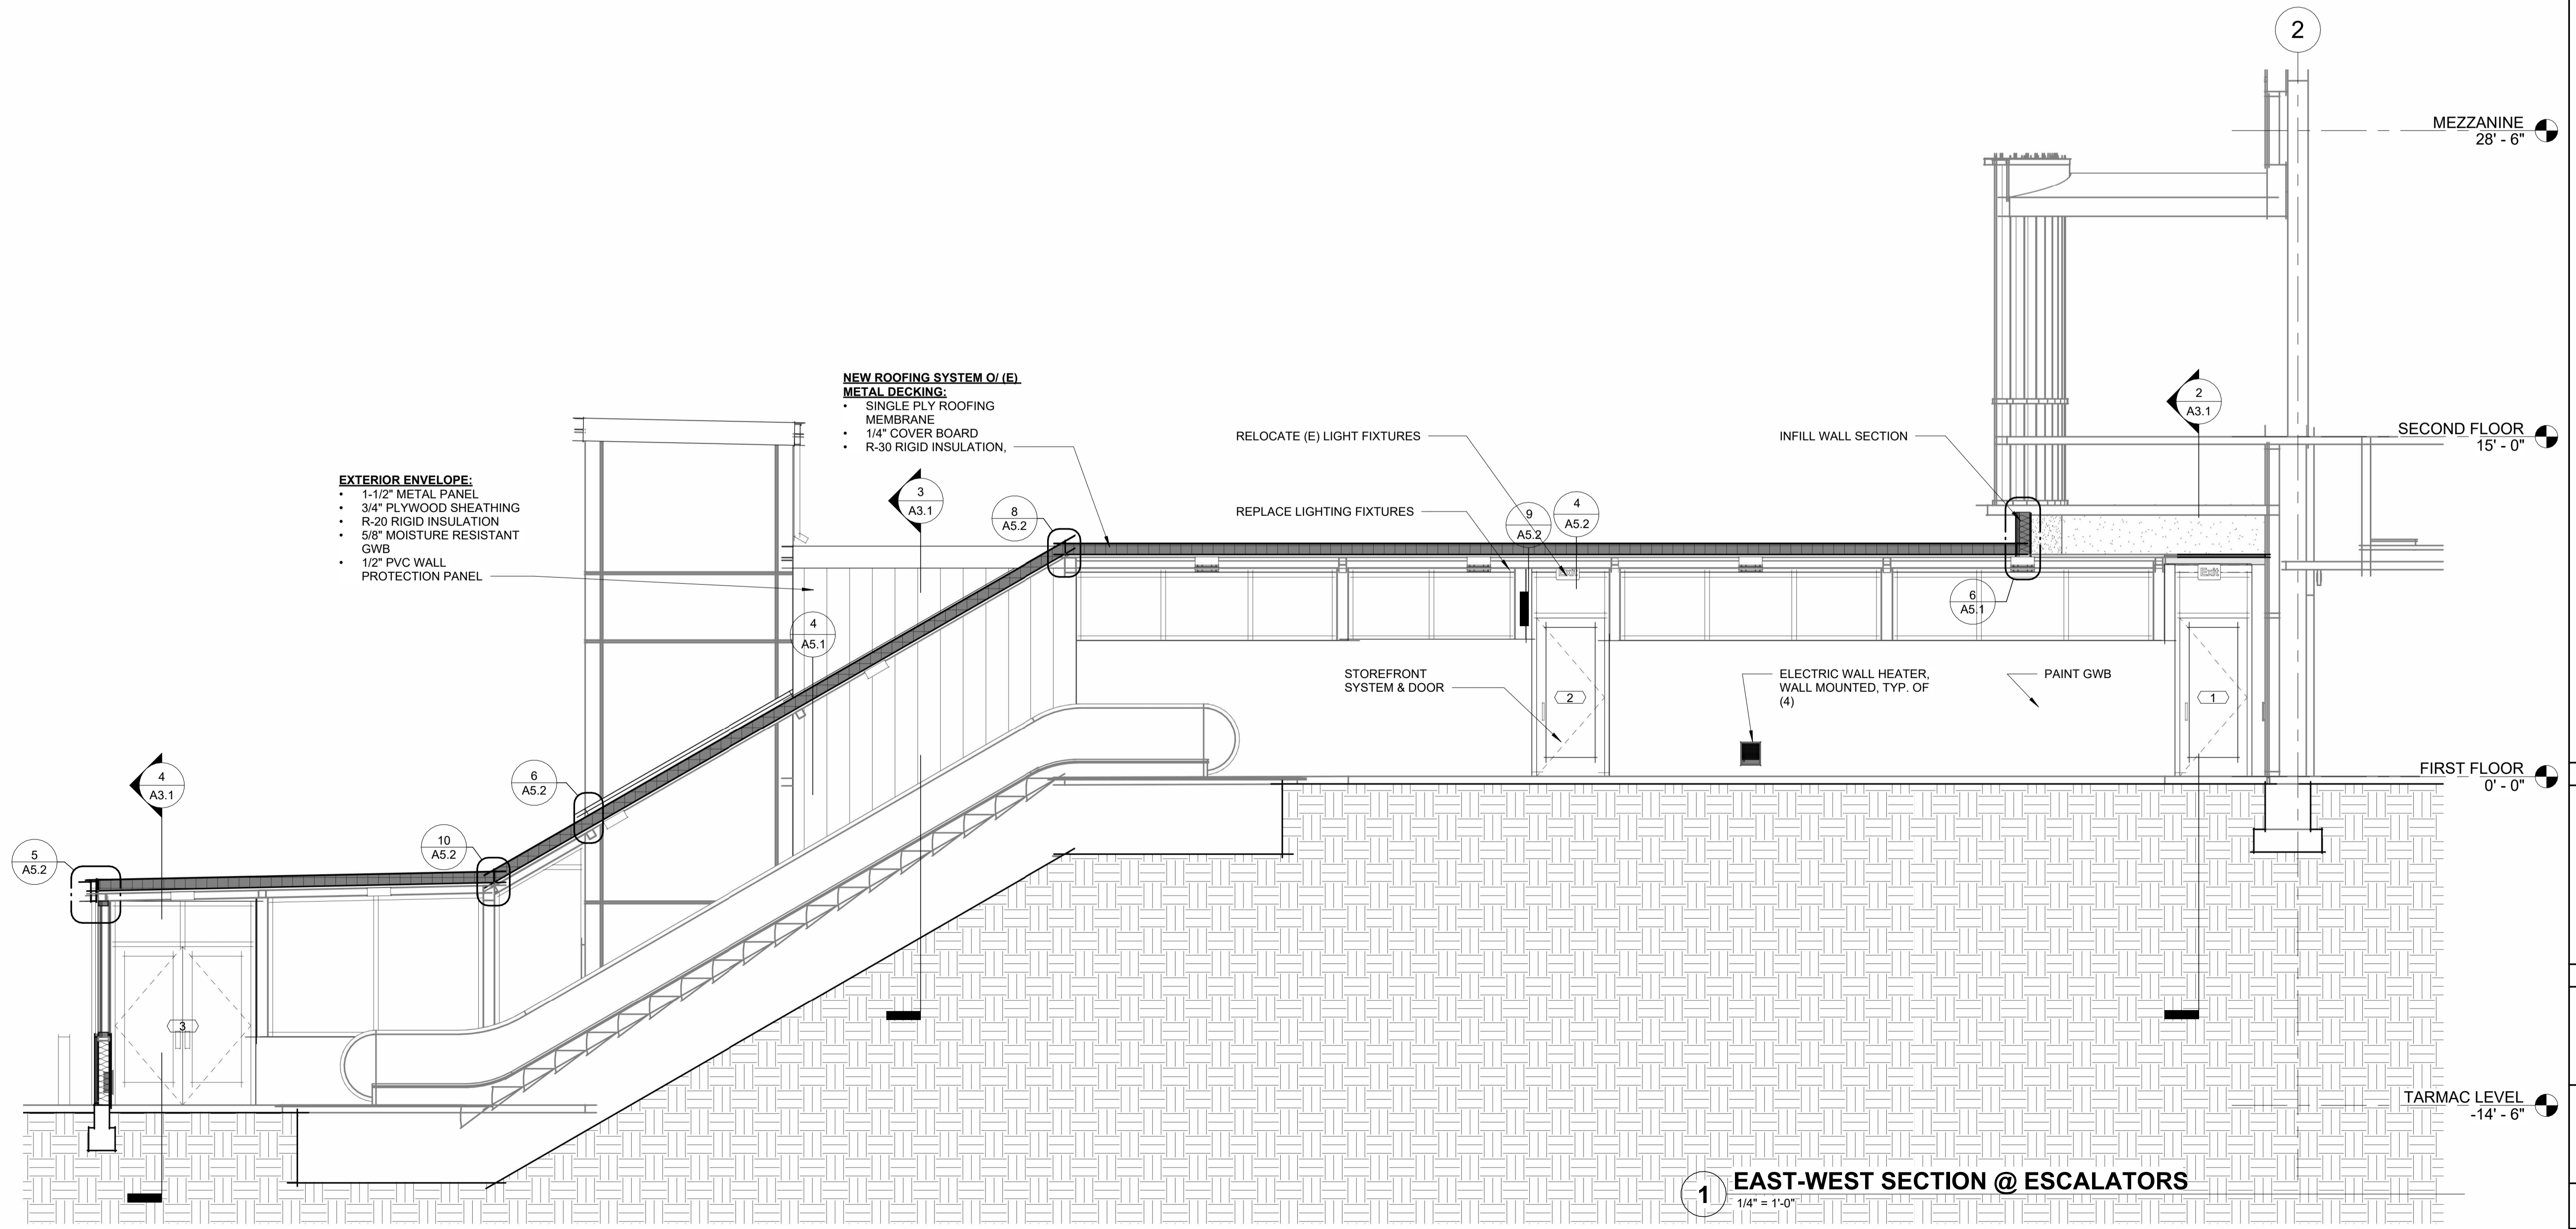 2
MEZZANINE
28' - 6"
NEW ROOFING SYSTEM O/ (E)
METAL DECKING:
• SINGLE PLY ROOFING
MEMBRANE
• 1/4" COVER BOARD
• R-30 RIGID INSULATION,
2
A3.1
RELOCATE (E) LIGHT FIXTURES
INFILL WALL SECTION
SECOND FLOOR
15' - 0"
EXTERIOR ENVELOPE:
• 1-1/2" METAL PANEL
• 3/4" PLYWOOD SHEATHING
• R-20 RIGID INSULATION
• 5/8" MOISTURE RESISTANT
GWB
• 1/2" PVC WALL
PROTECTION PANEL
3
A3.1
8
A5.2
REPLACE LIGHTING FIXTURES
9
A5.2
4
A5.2
Exit
Exit
6
A5.1
4
A5.1
STOREFRONT
SYSTEM & DOOR
2
ELECTRIC WALL HEATER,
WALL MOUNTED, TYP. OF
(4)
PAINT GWB
1
FIRST FLOOR
0' - 0"
4
A3.1
6
A5.2
10
A5.2
5
A5.2
3
TARMAC LEVEL
-14' - 6"
1
EAST-WEST SECTION @ ESCALATORS
1/4" = 1'-0"